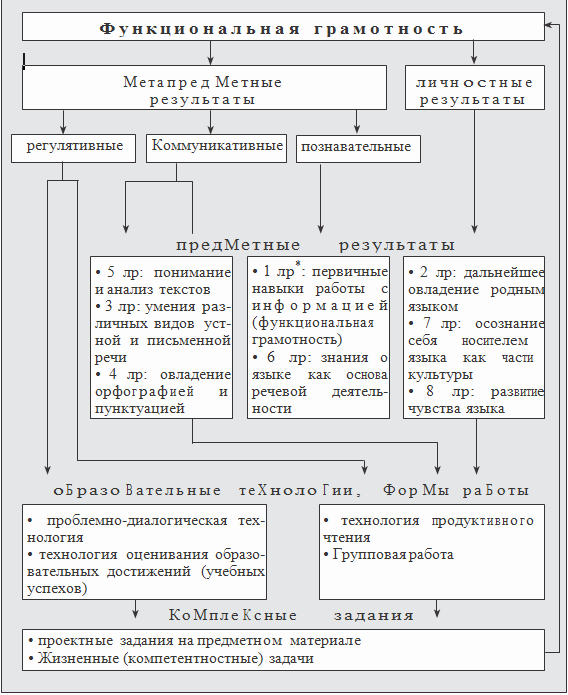 Функциональная грамотность
МетапредМетные
результаты
личностные
результаты
регулятивные
Коммуникативные
познавательные
предМетные результаты
• 5 лр: понимание
и анализ текстов
• 3 лр: умения раз-
личных видов уст-
ной и письменной
речи
• 4 лр: овладение
орфографией и
пунктуацией
• 1 лр*: первичные
навыки работы с
информацией
(функциональная
грамотность)
• 6 лр: знания о
языке как основа
речевой деятель-
ности
• 2 лр: дальнейшее
овладение родным
языком
• 7 лр: осознание
себя носителем
языка как части
культуры
• 8 лр: развитие
чувства языка
оБразоВательные теХнолоГии, ФорМы раБоты
• проблемно-диалогическая тех-
нология
• технология оценивания образо-
вательных достижений (учебных
успехов)
• технология продуктивного
чтения
• Групповая работа
КоМплеКсные задания
• проектные задания на предметном материале
• Жизненные (компетентностные) задачи